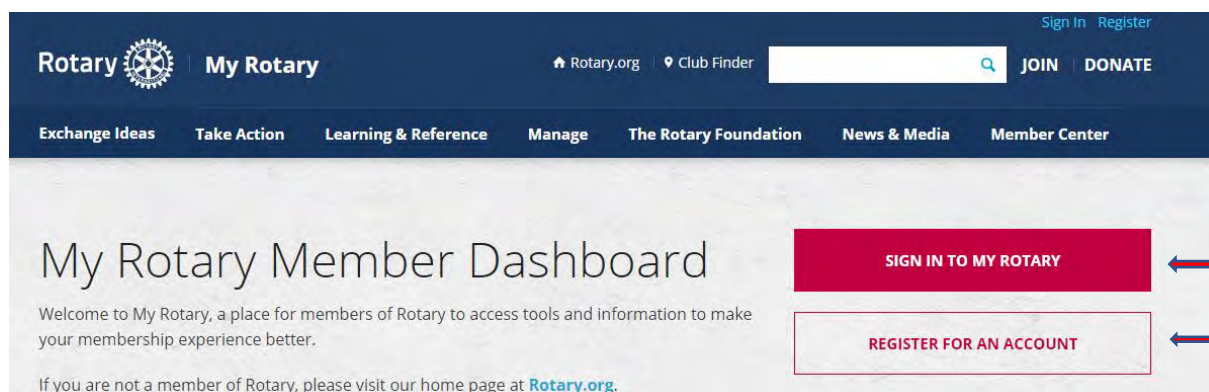 Sign In Register
Rotary My Rotary Rotary.org Club Finder JOIN DONATE
Exchange Ideas Take Action Learning & Reference Manage The Rotary Foundation News & Media Member Center
My Rotary Member Dashboard
Welcome to My Rotary, a place for members of Rotary to access tools and information to make
your membership experience better.
If you are not a member of Rotary, please visit our home page at Rotary.org.
SIGN IN TO MY ROTARY
REGISTER FOR AN ACCOUNT